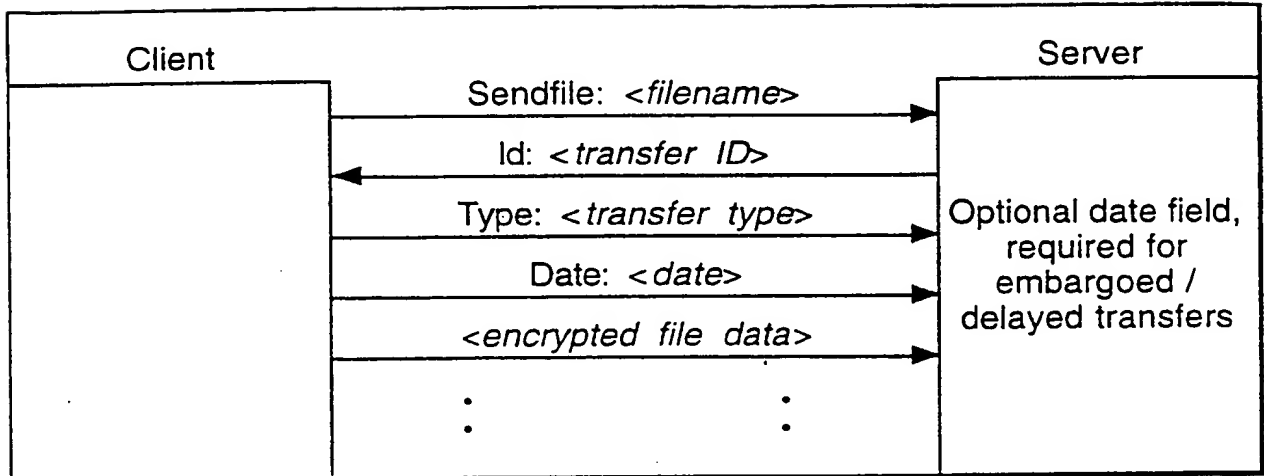 Client
Server
Sendfile: <filename>
Id: <transfer ID>
Type: <transfer type>
Date: <date>
<encrypted file data>
Optional date field,
required for
embargoed /
delayed transfers